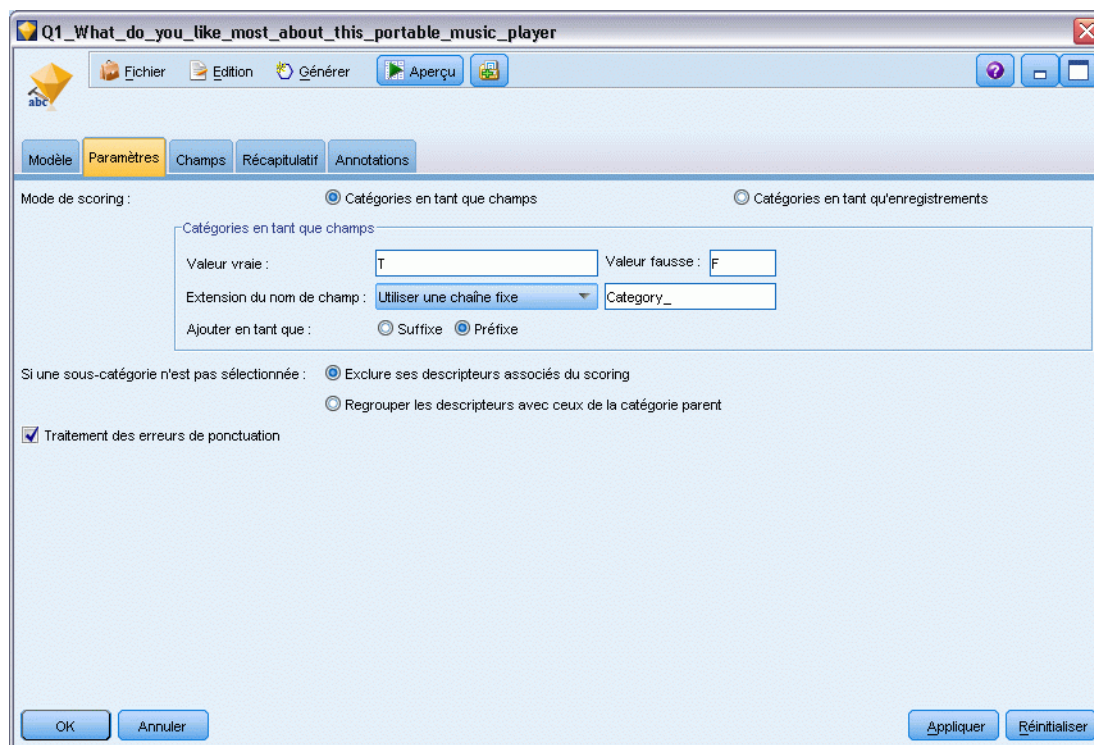 Q1_What_do_you_like_most_about_this_portable_music_player
abc
Fichier Edition Générer Aperçu
Modèle Paramètres Champs Récapitulatif Annotations
Mode de scoring : Catégories en tant que champs Catégories en tant qu'enregistrements
Catégories en tant que champs
Valeur vraie : T Valeur fausse : F
Extension du nom de champ : Utiliser une chaîne fixe Category_
Ajouter en tant que : Suffixe Préfixe
Si une sous-catégorie n'est pas sélectionnée : Exclure ses descripteurs associés du scoring
Regrouper les descripteurs avec ceux de la catégorie parent
Traitement des erreurs de ponctuation
OK Annuler Appliquer Réinitialiser